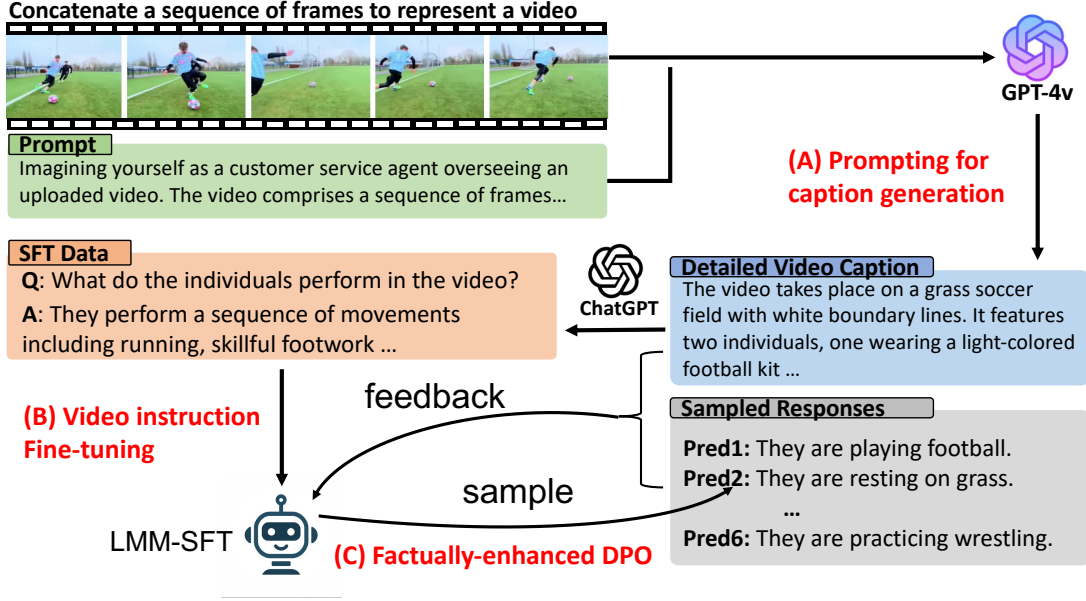 Concatenate a sequence of frames to represent a video
GPT-4v
Prompt
Imagining yourself as a customer service agent overseeing an
uploaded video. The video comprises a sequence of frames…
(A) Prompting for
caption generation
SFT Data
Q: What do the individuals perform in the video?
A: They perform a sequence of movements
including running, skillful footwork …
ChatGPT
Detailed Video Caption
The video takes place on a grass soccer
field with white boundary lines. It features
two individuals, one wearing a light-colored
football kit …
(B) Video instruction
Fine-tuning
feedback
Sampled Responses
Pred1: They are playing football.
Pred2: They are resting on grass.
…
Pred6: They are practicing wrestling.
sample
LMM-SFT
(C) Factually-enhanced DPO